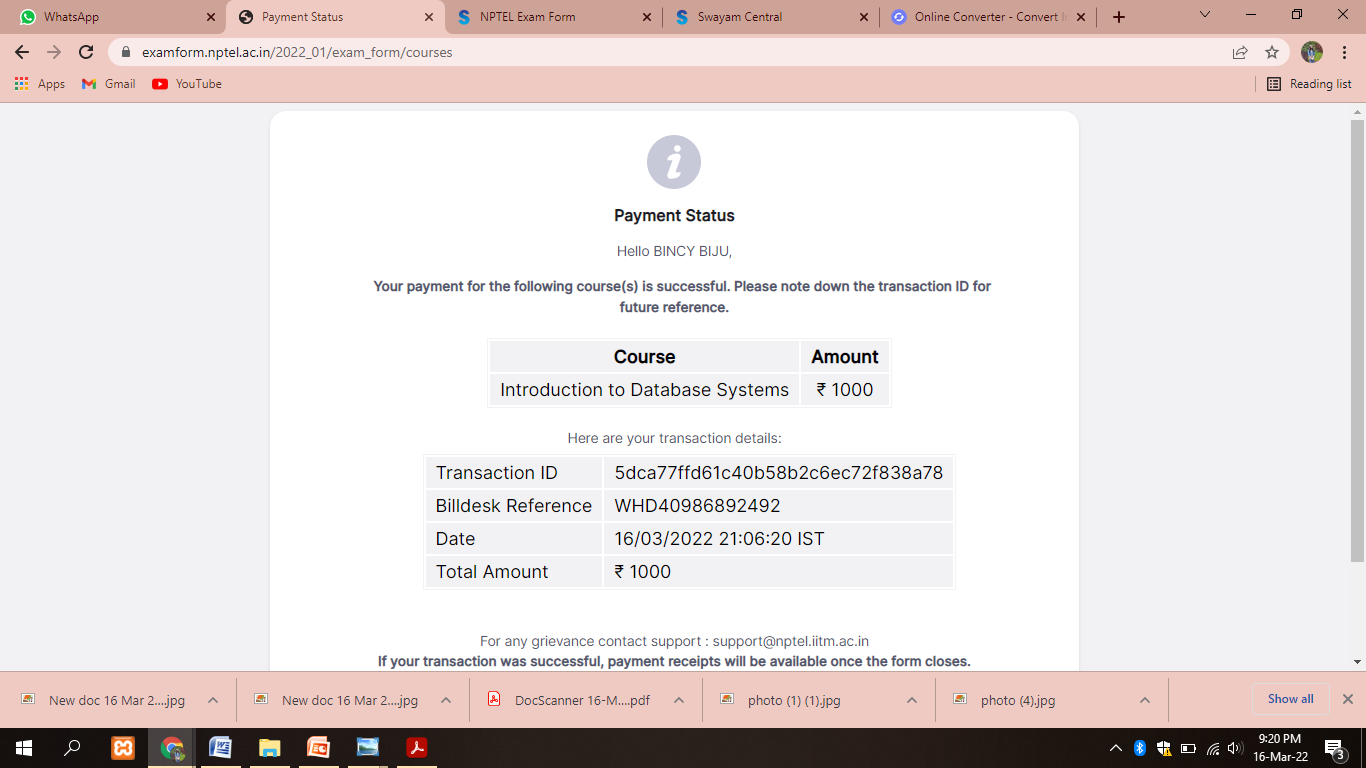 WhatsApp
Payment Status
NPTEL Exam Form
Swayam Central
Online Converter - Convert
examform.nptel.ac.in/2022_01/exam_form/courses
Apps
Gmail
YouTube
Reading list
i
Payment Status
Hello BINCY BIJU,
Your payment for the following course(s) is successful. Please note down the transaction ID for
future reference.
Course Amount
Introduction to Database Systems ₹ 1000
Here are your transaction details:
Transaction ID 5dca77ffd61c40b58b2c6ec72f838a78
Billdesk Reference WHD40986892492
Date 16/03/2022 21:06:20 IST
Total Amount ₹ 1000
For any grievance contact support : support@nptel.iitm.ac.in
If your transaction was successful, payment receipts will be available once the form closes.
New doc 16 Mar 2....jpg
New doc 16 Mar 2....jpg
DocScanner 16-M....pdf
photo (1) (1).jpg
photo (4).jpg
Show all
9:20 PM
16-Mar-22
3